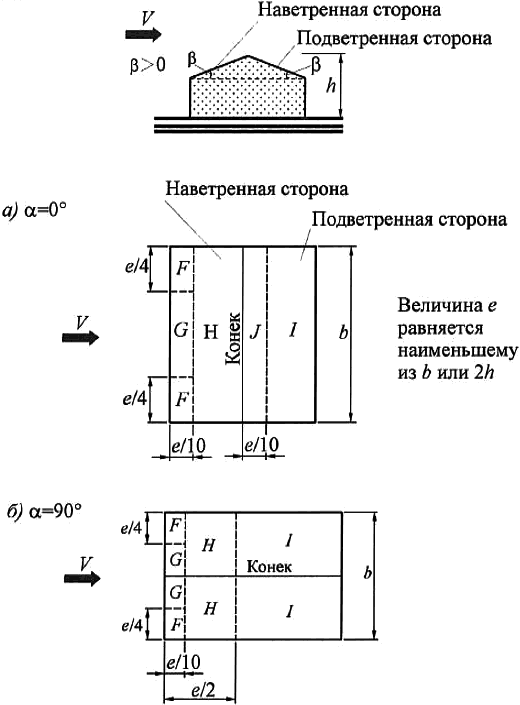 V
Наветренная сторона
Подветренная сторона
β>0
β
β
h
Наветренная сторона
а) α=0°
Подветренная сторона
e/4
F
V
G
H
Конек
J
I
b
Величина e
равняется
наименьшему
из b или 2h
e/4
F
e/10
e/10
б) α=90°
e/4
F
H
I
V
G
Конек
b
G
H
I
e/4
F
e/10
e/2